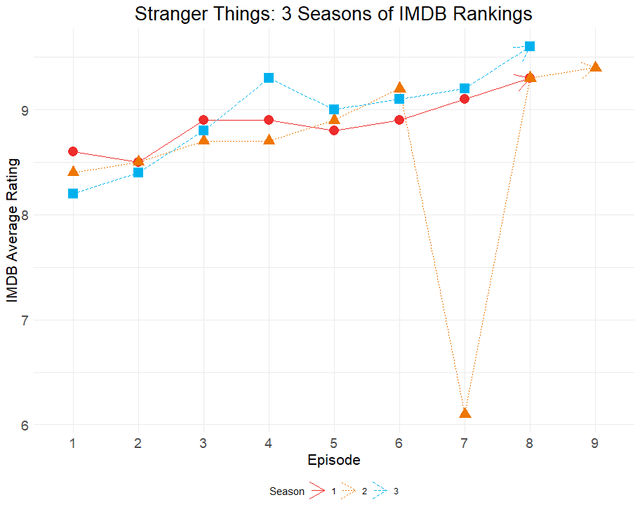 Stranger Things: 3 Seasons of IMDB Rankings
IMDB Average Rating
9
8
7
6
1 2 3 4 5 6 7 8 9
Episode
Season 1 2 3